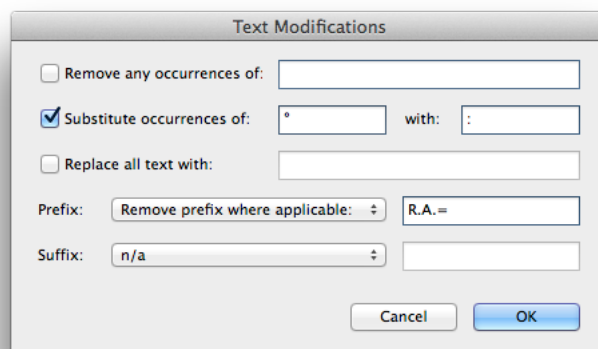 Text Modifications
Remove any occurrences of:
Substitute occurrences of: ° with: :
Replace all text with:
Prefix: Remove prefix where applicable: R.A.=
Suffix: n/a
Cancel OK